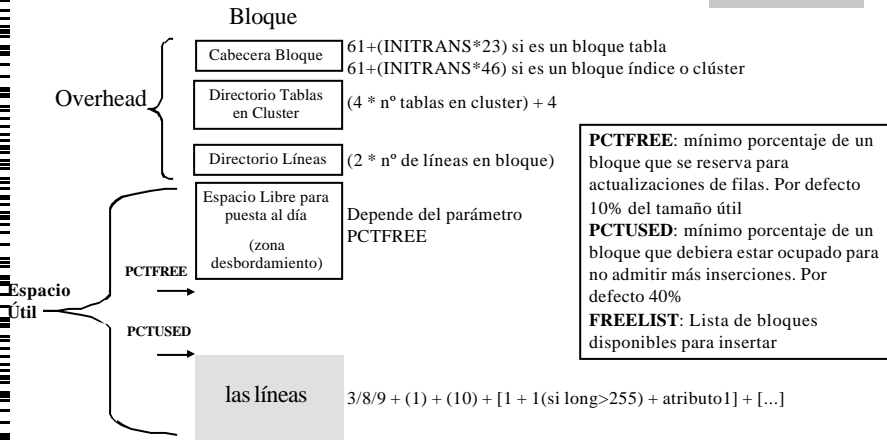 Bloque
Overhead
Cabecera Bloque
61+(INITRANS*23) si es un bloque tabla
61+(INITRANS*46) si es un bloque índice o clúster
Directorio Tablas
en Cluster
(4 * nº tablas en cluster) + 4
Directorio Líneas
(2 * nº de líneas en bloque)
Espacio Libre para
puesta al día
(zona
desbordamiento)
Depende del parámetro
PCTFREE
PCTFREE
Espacio
Útil
PCTUSED
las líneas
3/8/9 + (1) + (10) + [1 + 1(si long>255) + atributo1] + [...]
PCTFREE: mínimo porcentaje de un
bloque que se reserva para
actualizaciones de filas. Por defecto
10% del tamaño útil
PCTUSED: mínimo porcentaje de un
bloque que debiera estar ocupado para
no admitir más inserciones. Por
defecto 40%
FREELIST: Lista de bloques
disponibles para insertar